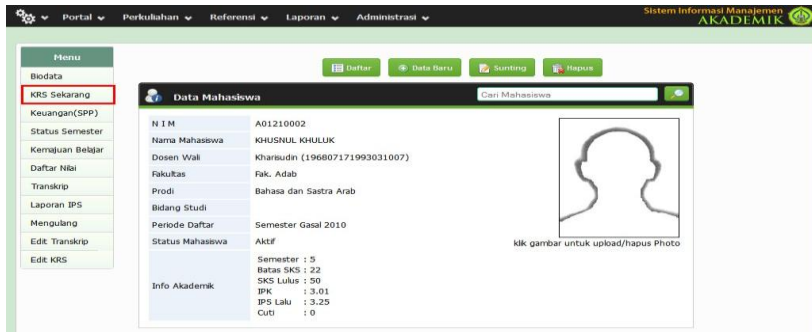 Portal Perkuliahan Referensi Laporan Administrasi
Sistem Informasi Manajemen
AKADEMIK
Menu
Biodata
KRS Sekarang
Keuangan(SPP)
Status Semester
Kemajuan Belajar
Daftar Nilai
Transkrip
Laporan IPS
Mengulang
Edit Transkrip
Edit KRS
Daftar Data Baru Sunting Hapus
Data Mahasiswa Cari Mahasiswa
N I M A01210002
Nama Mahasiswa KHUSNUL KHULUK
Dosen Wali Kharisudin (196807171993031007)
Fakultas Fak. Adab
Prodi Bahasa dan Sastra Arab
Bidang Studi
Periode Daftar Semester Gasal 2010
Status Mahasiswa Aktif
klik gambar untuk upload/hapus Photo
Info Akademik
Semester : 5
Batas SKS : 22
SKS Lulus : 50
IPK : 3.01
IPS Lalu : 3.25
Cuti : 0